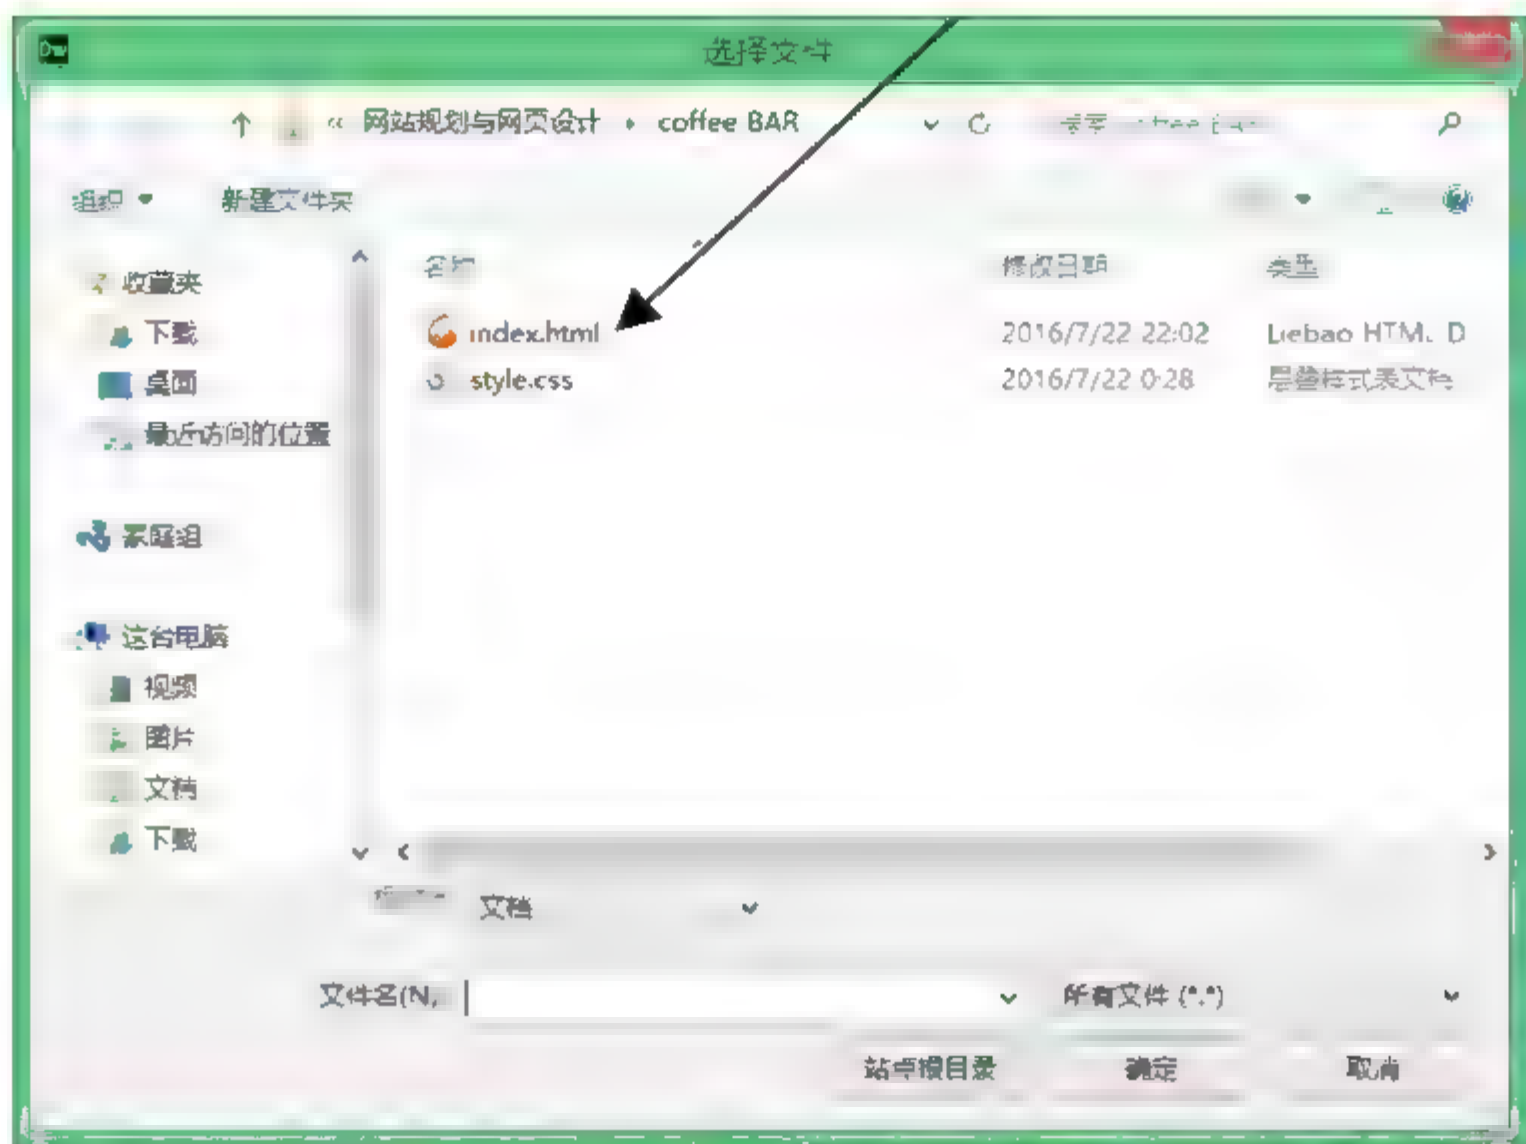 Dw
选择文件
« 网站规划与网页设计 coffee BAR
组织 新建文件夹
名称 修改日期 类型
收藏夹
下载
桌面
最近访问的位置
家庭组
这台电脑
视频
图片
文档
下载
index.html 2016/7/22 22:02 Liebao HTML D
style.css 2016/7/22 0:28 层叠样式表文档
文档
文件名(N) 所有文件 (*.*)
站点根目录 确定 取消